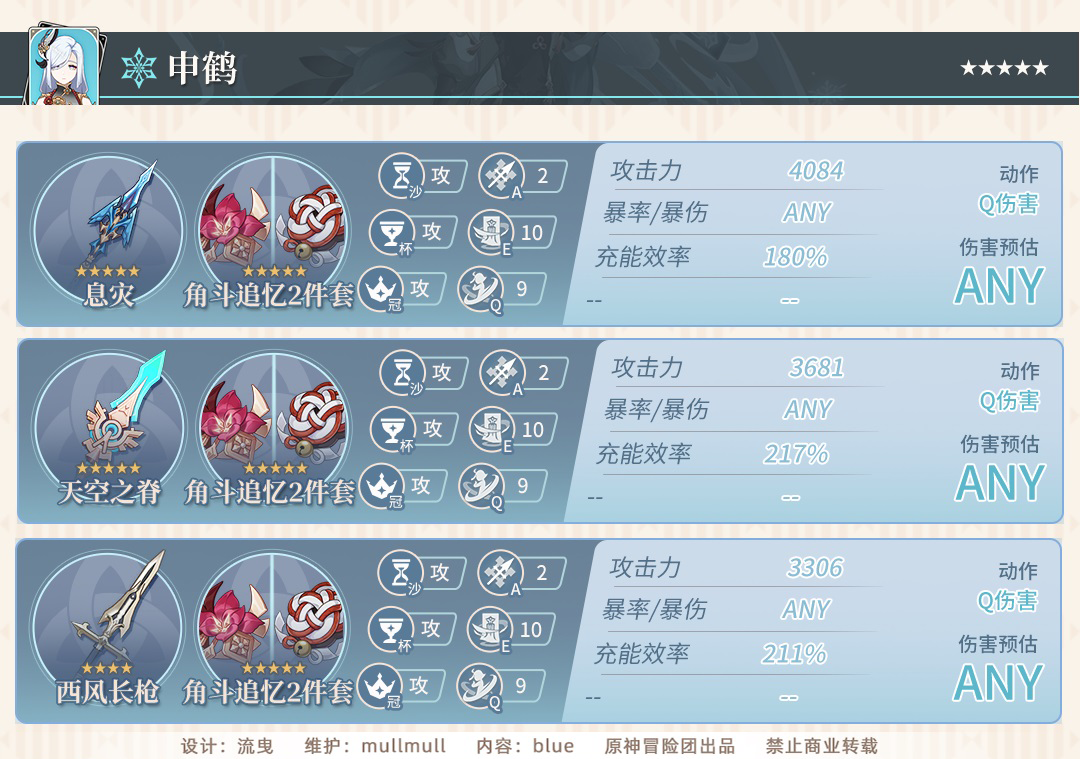 申鹤
★★★★★
沙 攻 A 2
杯 攻 E 10
冠 攻 Q 9
★★★★★ ★★★★★
息灾 角斗追忆2件套
攻击力 4084
暴率/暴伤 ANY
充能效率 180%
-- --
动作
Q伤害
伤害预估
ANY
沙 攻 A 2
杯 攻 E 10
冠 攻 Q 9
★★★★★ ★★★★★
天空之脊 角斗追忆2件套
攻击力 3681
暴率/暴伤 ANY
充能效率 217%
-- --
动作
Q伤害
伤害预估
ANY
沙 攻 A 2
杯 攻 E 10
冠 攻 Q 9
★★★★ ★★★★★
西风长枪 角斗追忆2件套
攻击力 3306
暴率/暴伤 ANY
充能效率 211%
-- --
动作
Q伤害
伤害预估
ANY
设计：流曳 维护：mullmull 内容：blue 原神冒险团出品 禁止商业转载